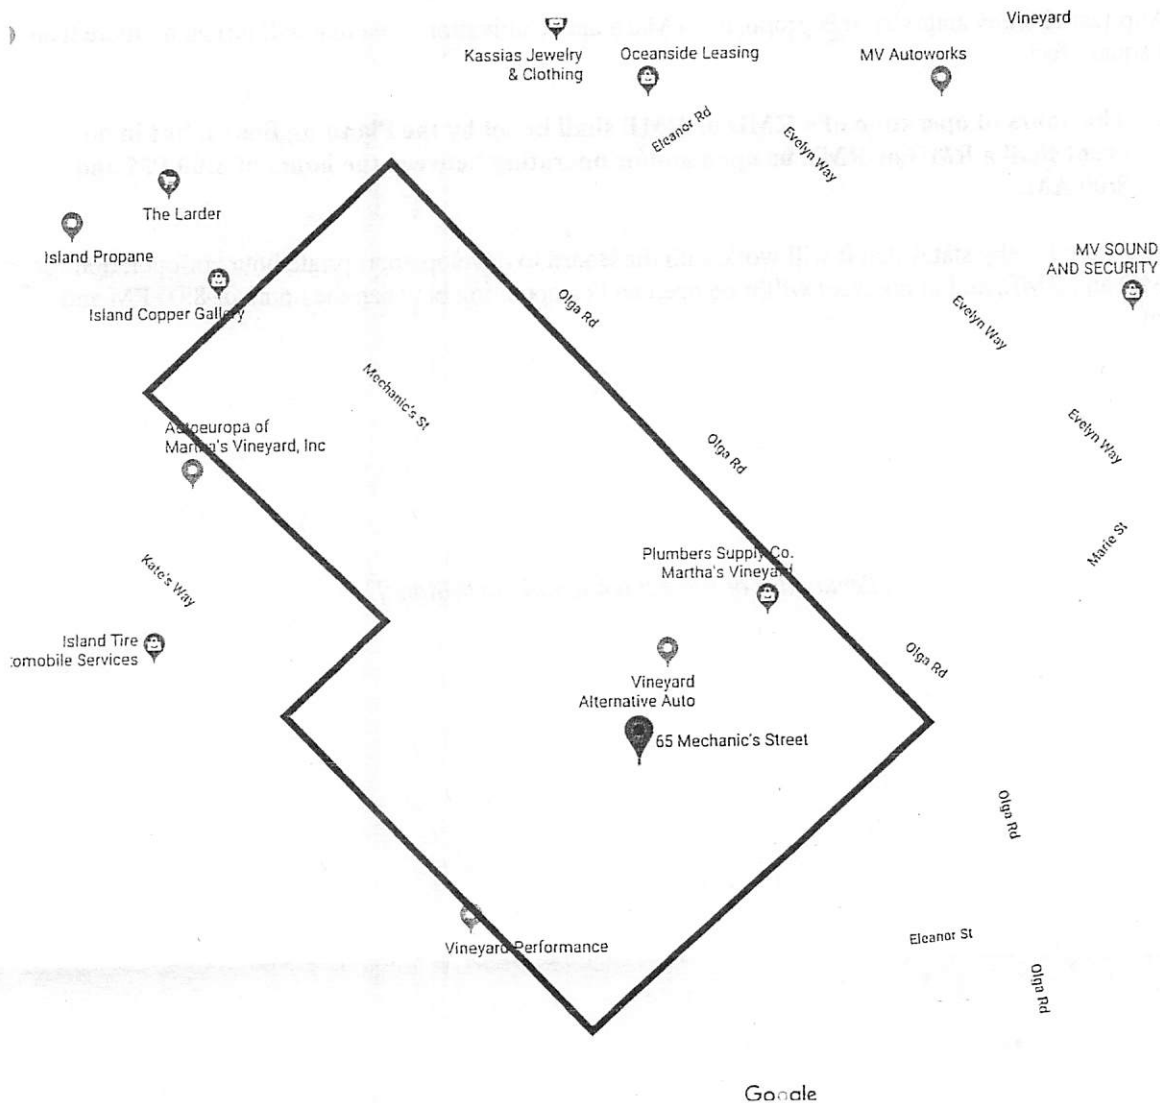 Vineyard
Kassias Jewelry
& Clothing
Oceanside Leasing
MV Autoworks
Eleanor Rd
Evelyn Way
The Larder
Island Propane
MV SOUND
AND SECURITY
Island Copper Gallery
Olga Rd
Evelyn Way
Mechanic's St
Autoeuropa of
Martha's Vineyard, Inc
Olga Rd
Evelyn Way
Marie St
Plumbers Supply Co.
Martha's Vineyard
Kate's Way
Island Tire
tomobile Services
Vineyard
Alternative Auto
Olga Rd
65 Mechanic's Street
Olga Rd
Vineyard Performance
Eleanor St
Olga Rd
Google